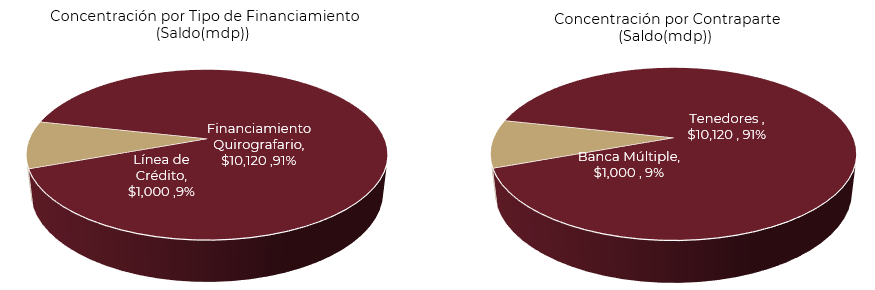 Concentración por Tipo de Financiamiento
(Saldo(mdp))
Financiamiento
Quirografario,
$10,120 ,91%
Línea de
Crédito,
$1,000 ,9%
Concentración por Contraparte
(Saldo(mdp))
Tenedores ,
$10,120 , 91%
Banca Múltiple,
$1,000 , 9%